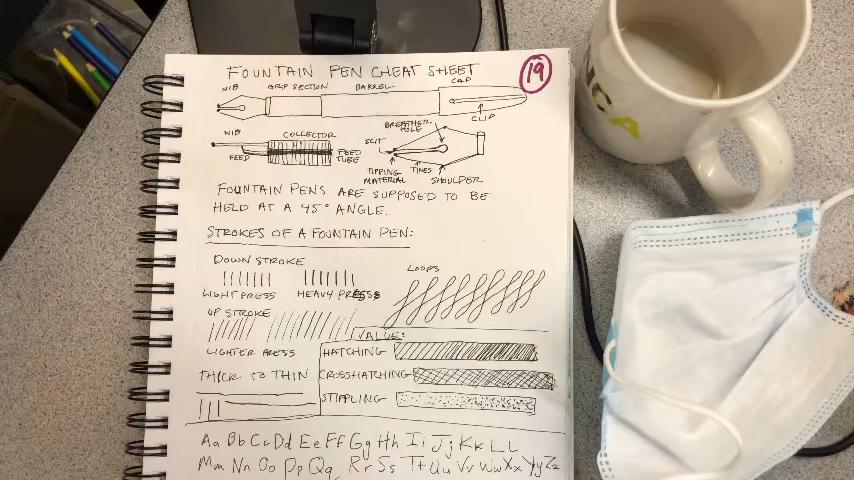 FOUNTAIN PEN CHEAT SHEET
19
NIB GRIP SECTION BARREL CAP
CLIP
NIB COLLECTOR
FEED FEED TUBE
BREATHER HOLE
SLIT
TIPPING MATERIAL TINES SHOULDER
FOUNTAIN PENS ARE SUPPOSED TO BE
HELD AT A 45° ANGLE.
STROKES OF A FOUNTAIN PEN:
DOWN STROKE
LOOPS
LIGHT PRESS HEAVY PRESS
UP STROKE
LIGHTER PRESS
VALUE:
HATCHING
THICK TO THIN
CROSSHATCHING
STIPPLING
Aa Bb Cc Dd Ee Ff Gg Hh Ii Jj Kk LL
Mm Nn Oo Pp Qq Rr Ss Tt Uu Vv Ww Xx Yy Zz
NCA